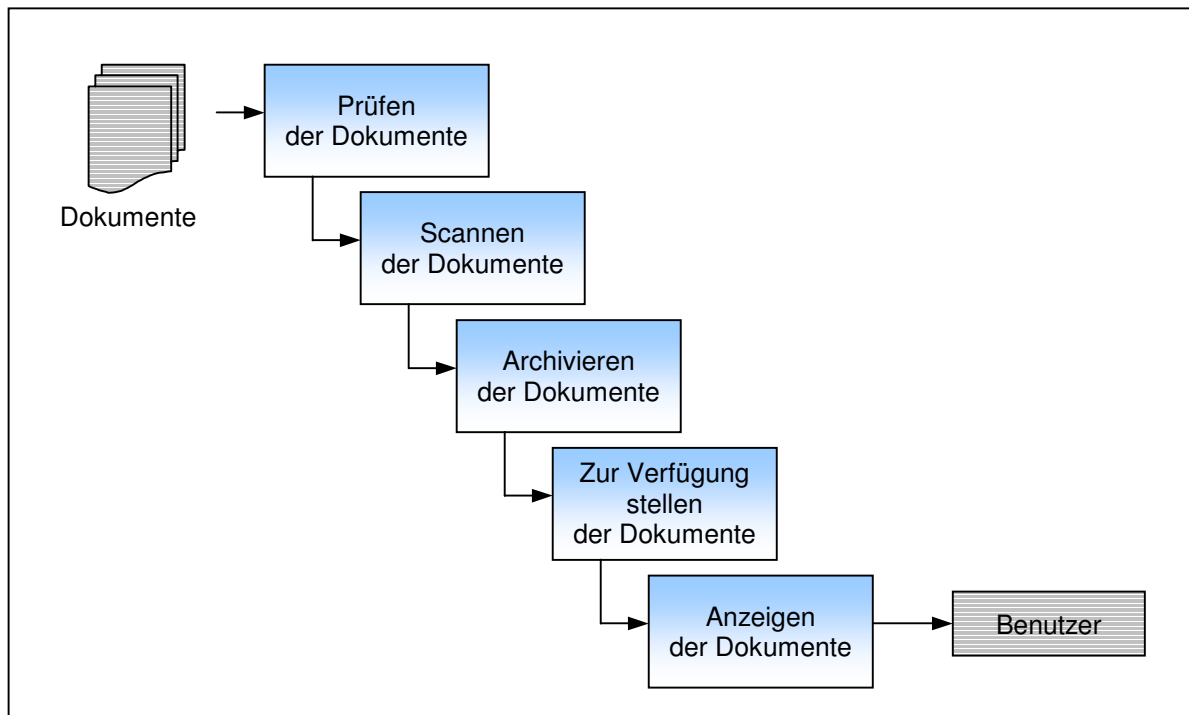 Dokumente
Prüfen
der Dokumente
Scannen
der Dokumente
Archivieren
der Dokumente
Zur Verfügung
stellen
der Dokumente
Anzeigen
der Dokumente
Benutzer